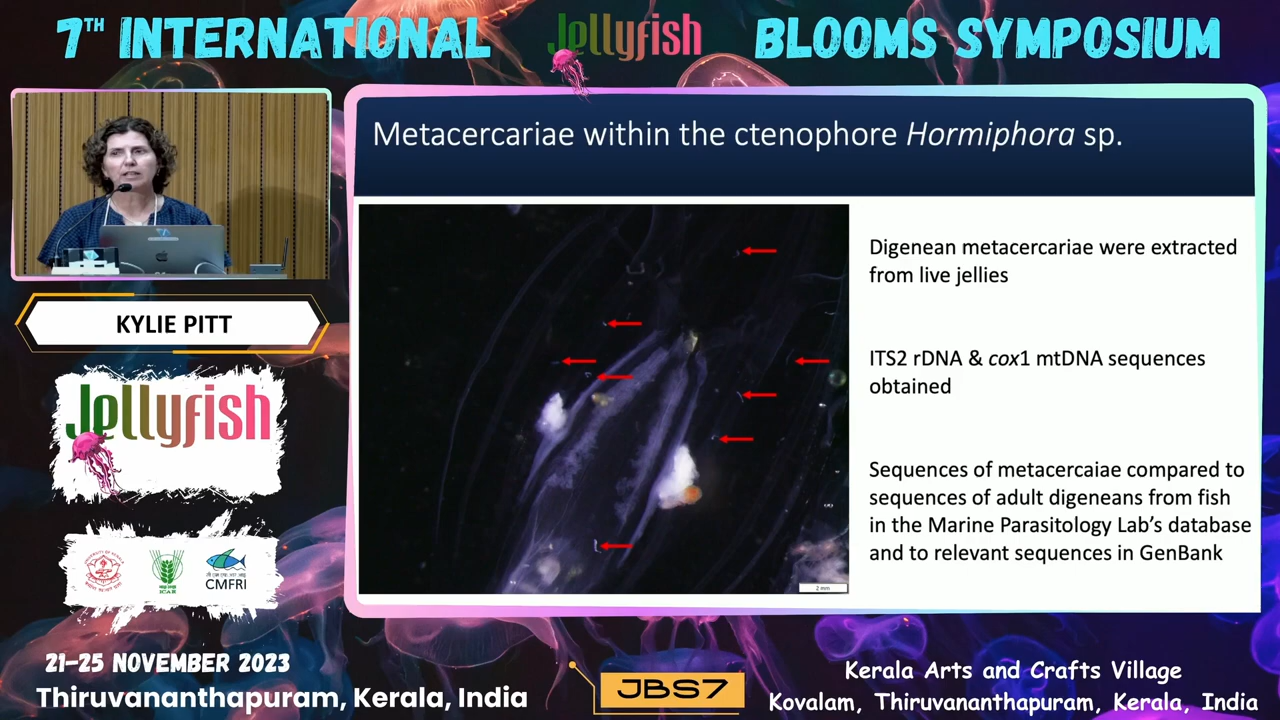 7TH INTERNATIONAL Jellyfish BLOOMS SYMPOSIUM
Metacercariae within the ctenophore Hormiphora sp.
Digenean metacercariae were extracted
from live jellies
ITS2 rDNA & cox1 mtDNA sequences
obtained
Sequences of metacercaiae compared to
sequences of adult digeneans from fish
in the Marine Parasitology Lab's database
and to relevant sequences in GenBank
2 mm
KYLIE PITT
Jellyfish
ICAR
CMFRI
21-25 NOVEMBER 2023
Thiruvananthapuram, Kerala, India
JBS7
Kerala Arts and Crafts Village
Kovalam, Thiruvananthapuram, Kerala, India